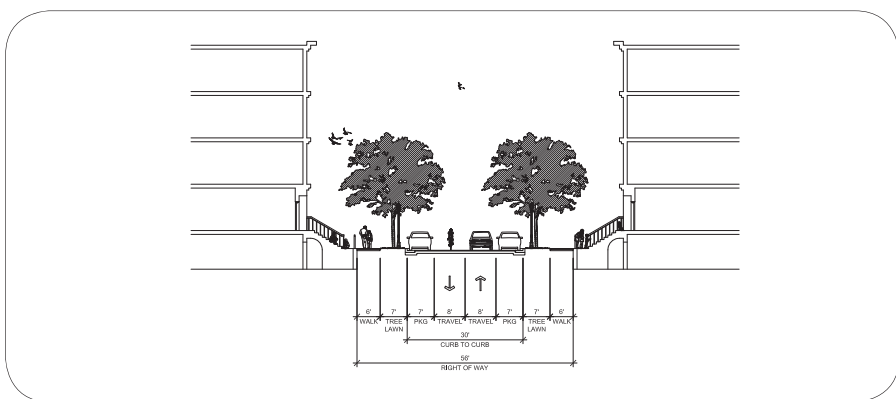 6' 7' 7' 8' 8' 7' 7' 6'
WALK TREE PKG TRAVEL TRAVEL PKG TREE WALK
LAWN LAWN
30'
CURB TO CURB
56'
RIGHT OF WAY